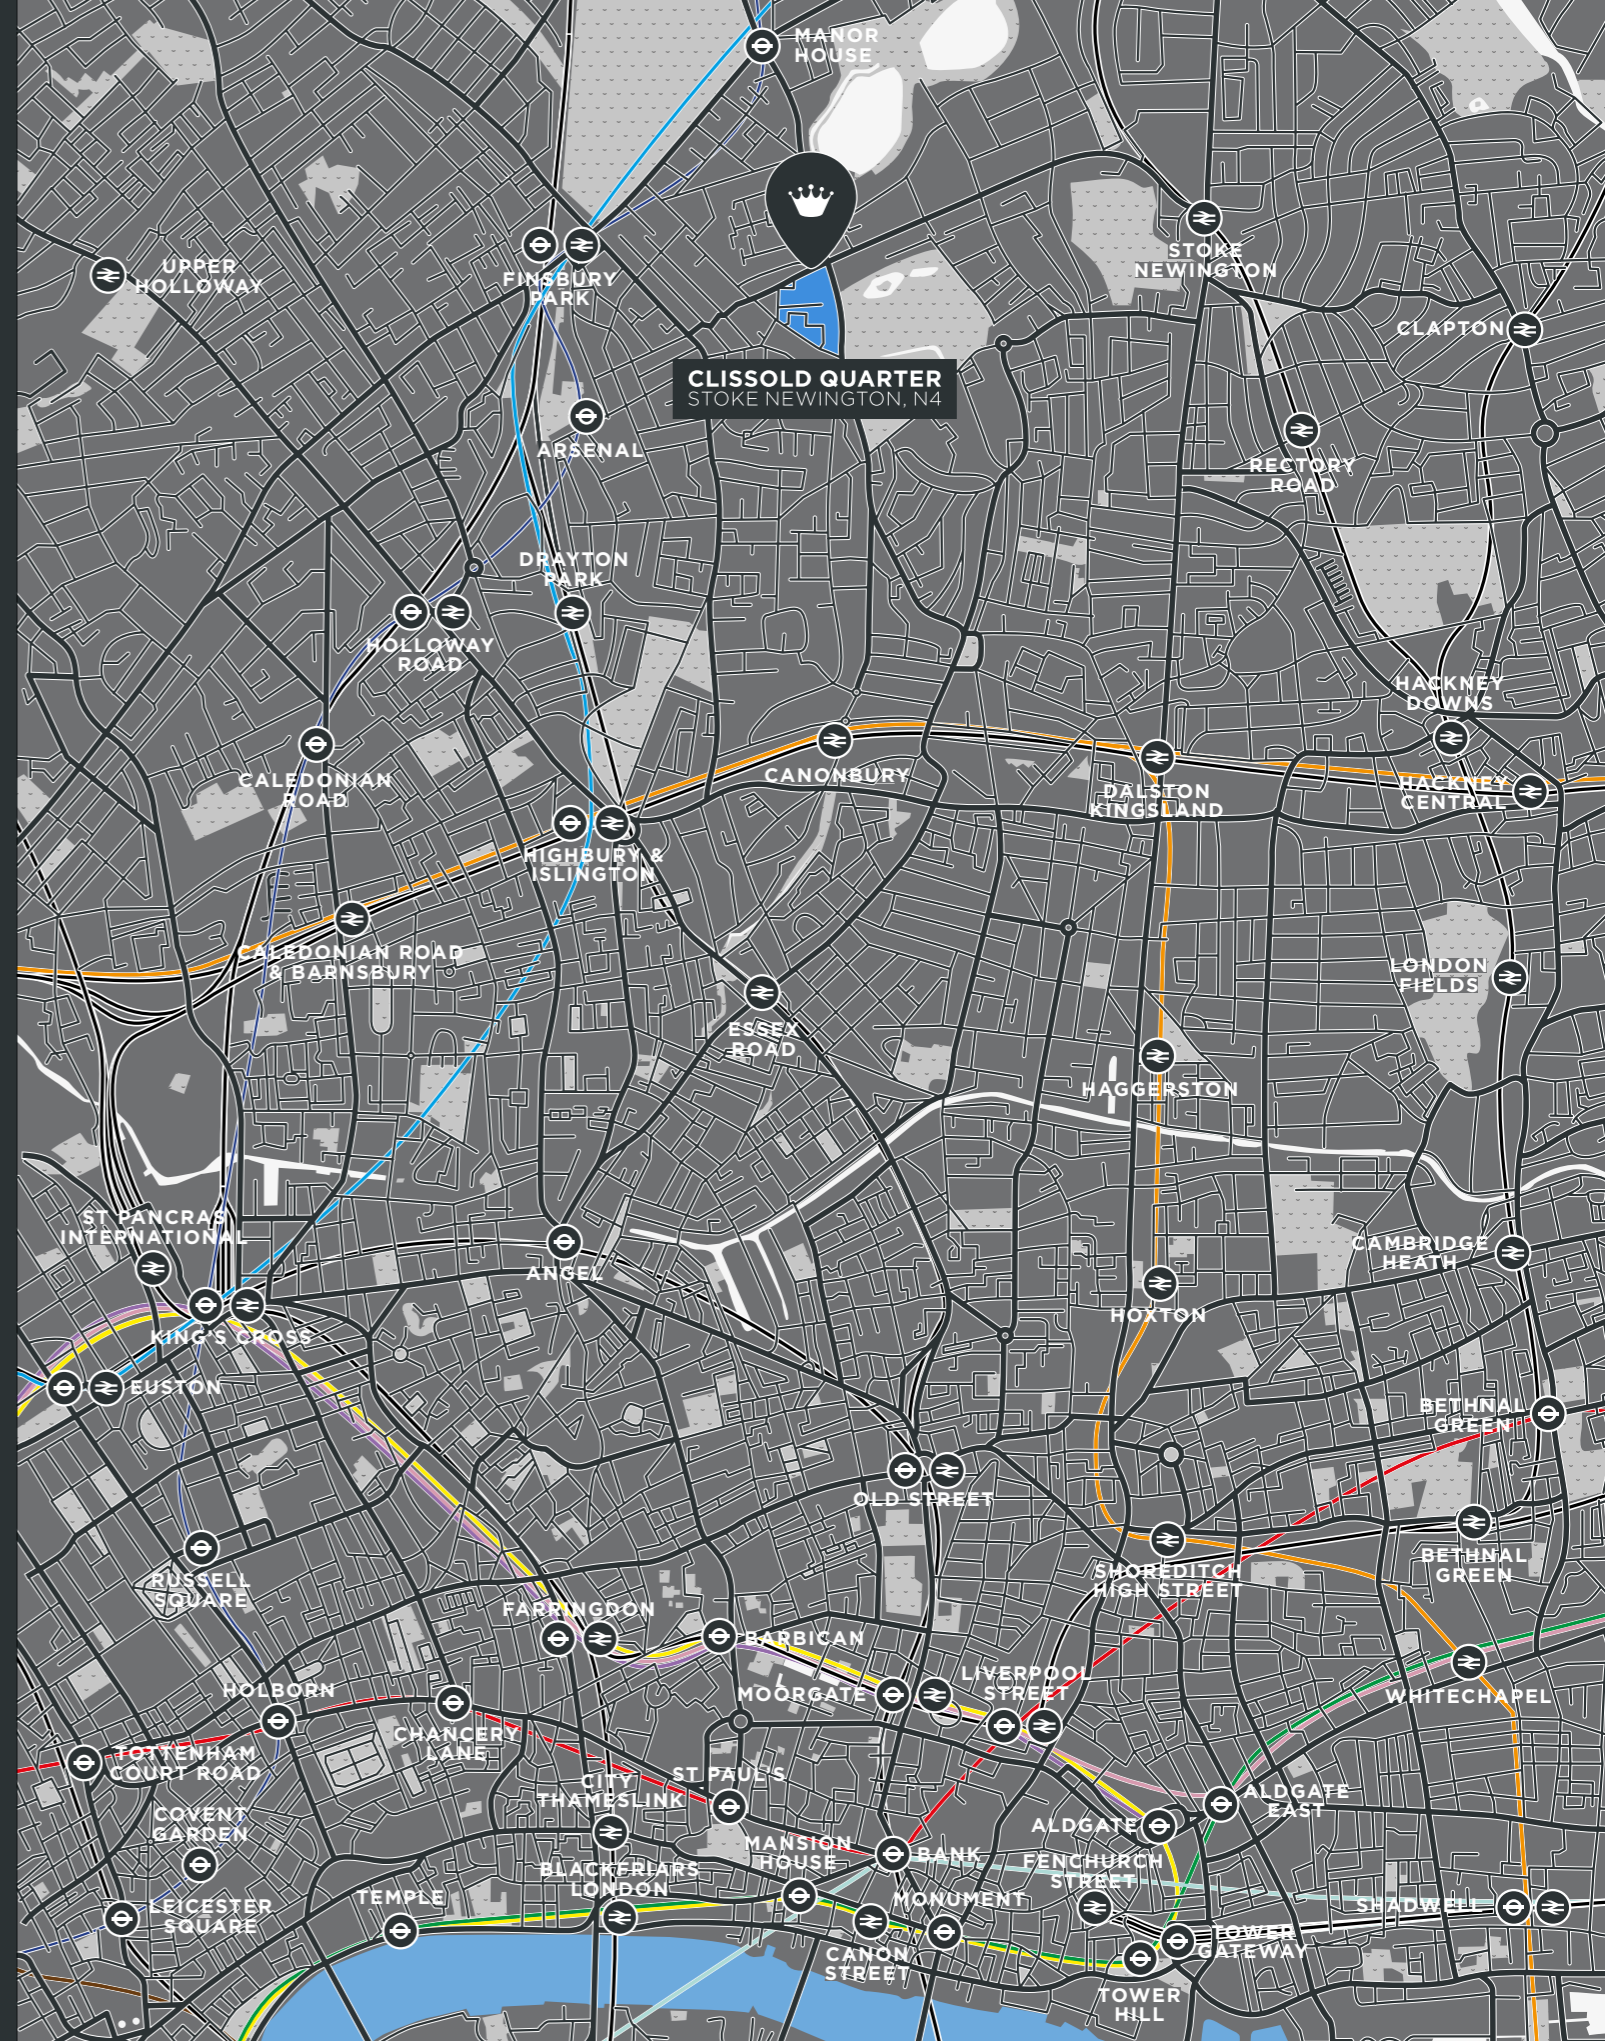 MANOR
HOUSE
UPPER
HOLLOWAY
FINSBURY
PARK
STOKE
NEWINGTON
CLAPTON
CLISSOLD QUARTER
STOKE NEWINGTON, N4
ARSENAL
RECTORY
ROAD
DRAYTON
PARK
HOLLOWAY
ROAD
HACKNEY
DOWNS
CALEDONIAN
ROAD
CANONBURY
DALSTON
KINGSLAND
HACKNEY
CENTRAL
HIGHBURY &
ISLINGTON
CALEDONIAN ROAD
& BARNSBURY
LONDON
FIELDS
ESSEX
ROAD
HAGGERSTON
ST PANCRAS
INTERNATIONAL
ANGEL
CAMBRIDGE
HEATH
HOXTON
KING'S CROSS
EUSTON
BETHNAL
GREEN
OLD STREET
BETHNAL
GREEN
SHOREDITCH
HIGH STREET
RUSSELL
SQUARE
FARRINGDON
BARBICAN
HOLBORN
MOORGATE
LIVERPOOL
STREET
WHITECHAPEL
CHANCERY
LANE
TOTTENHAM
COURT ROAD
ST PAUL'S
CITY
THAMESLINK
ALDGATE
EAST
COVENT
GARDEN
ALDGATE
MANSION
HOUSE
BANK
FENCHURCH
STREET
BLACKFRIARS
LONDON
TEMPLE
MONUMENT
SHADWELL
LEICESTER
SQUARE
TOWER
GATEWAY
CANON
STREET
TOWER
HILL